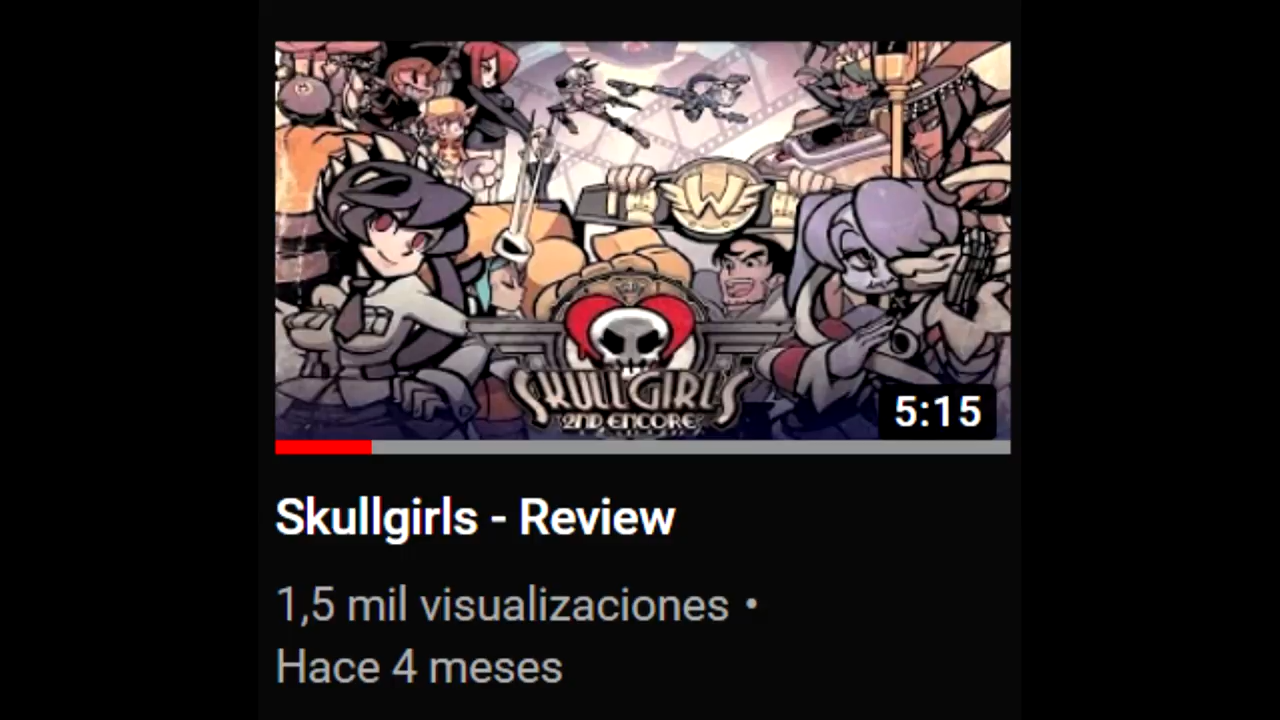 W
SKULLGIRLS
2ND ENCORE
5:15
Skullgirls - Review
1,5 mil visualizaciones •
Hace 4 meses